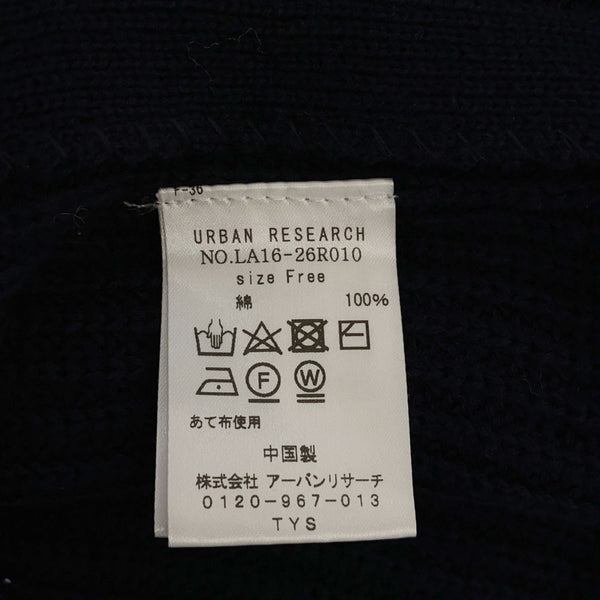 F-36
URBAN RESEARCH
NO.LA16-26R010
size Free
綿 100%
F W
あて布使用
中国製
株式会社 アーバンリサーチ
0120-967-013
TYS